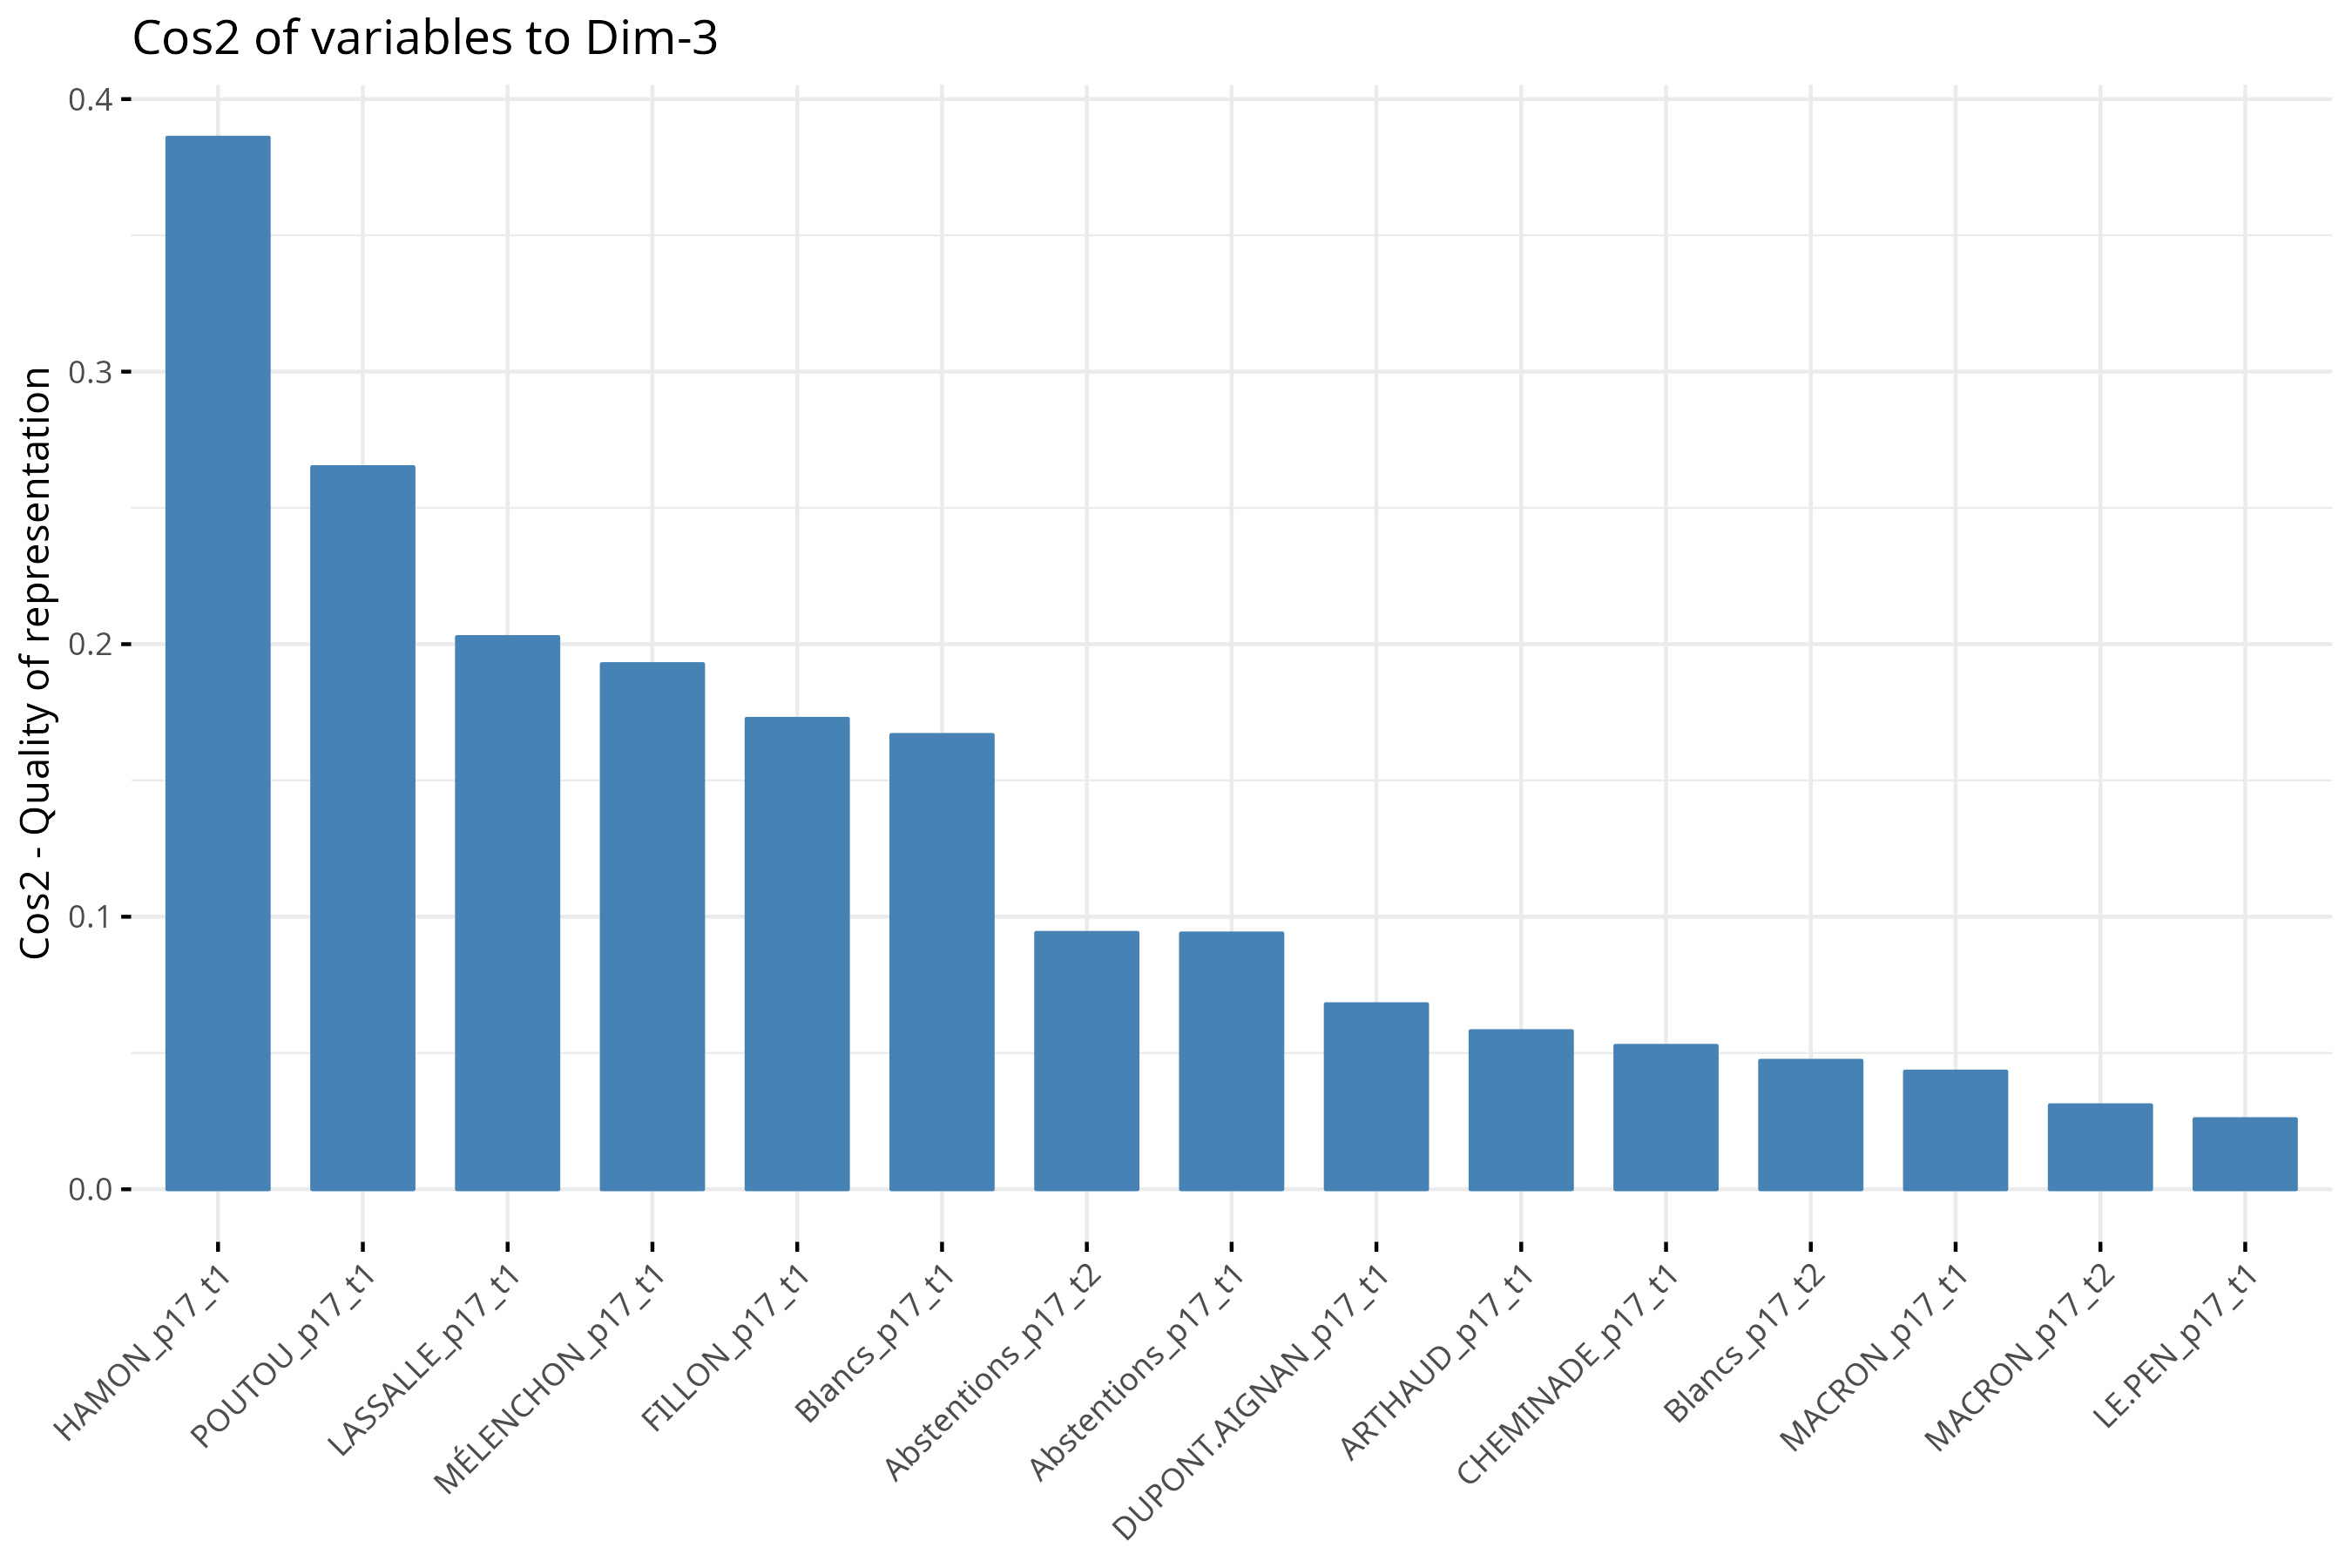 Cos2 of variables to Dim-3
Cos2 - Quality of representation
0.4
0.3
0.2
0.1
0.0
HAMON_p17_t1
POUTOU_p17_t1
LASSALLE_p17_t1
MÉLENCHON_p17_t1
FILLON_p17_t1
Blancs_p17_t1
Abstentions_p17_t2
Abstentions_p17_t1
DUPONT.AIGNAN_p17_t1
ARTHAUD_p17_t1
CHEMINADE_p17_t1
Blancs_p17_t2
MACRON_p17_t1
MACRON_p17_t2
LE.PEN_p17_t1